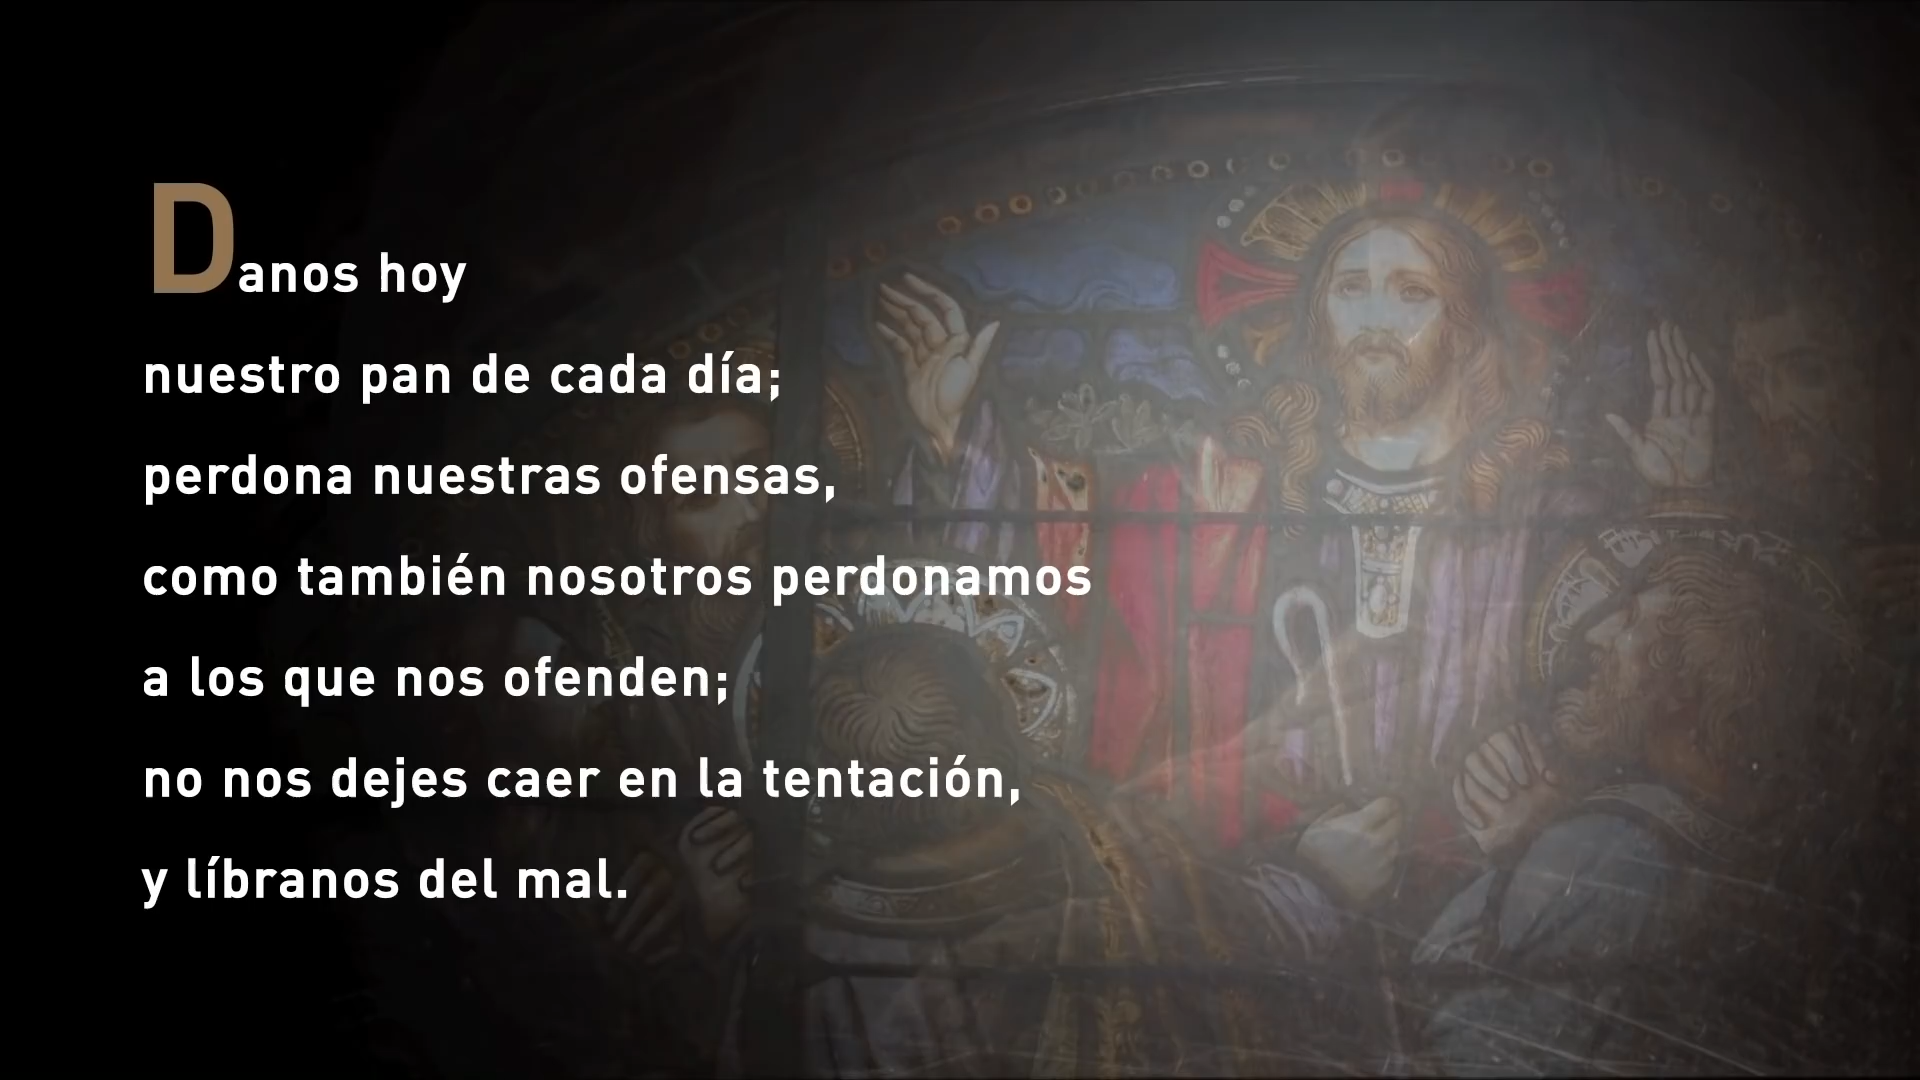 Danos hoy
nuestro pan de cada día;
perdona nuestras ofensas,
como también nosotros perdonamos
a los que nos ofenden;
no nos dejes caer en la tentación,
y líbranos del mal.